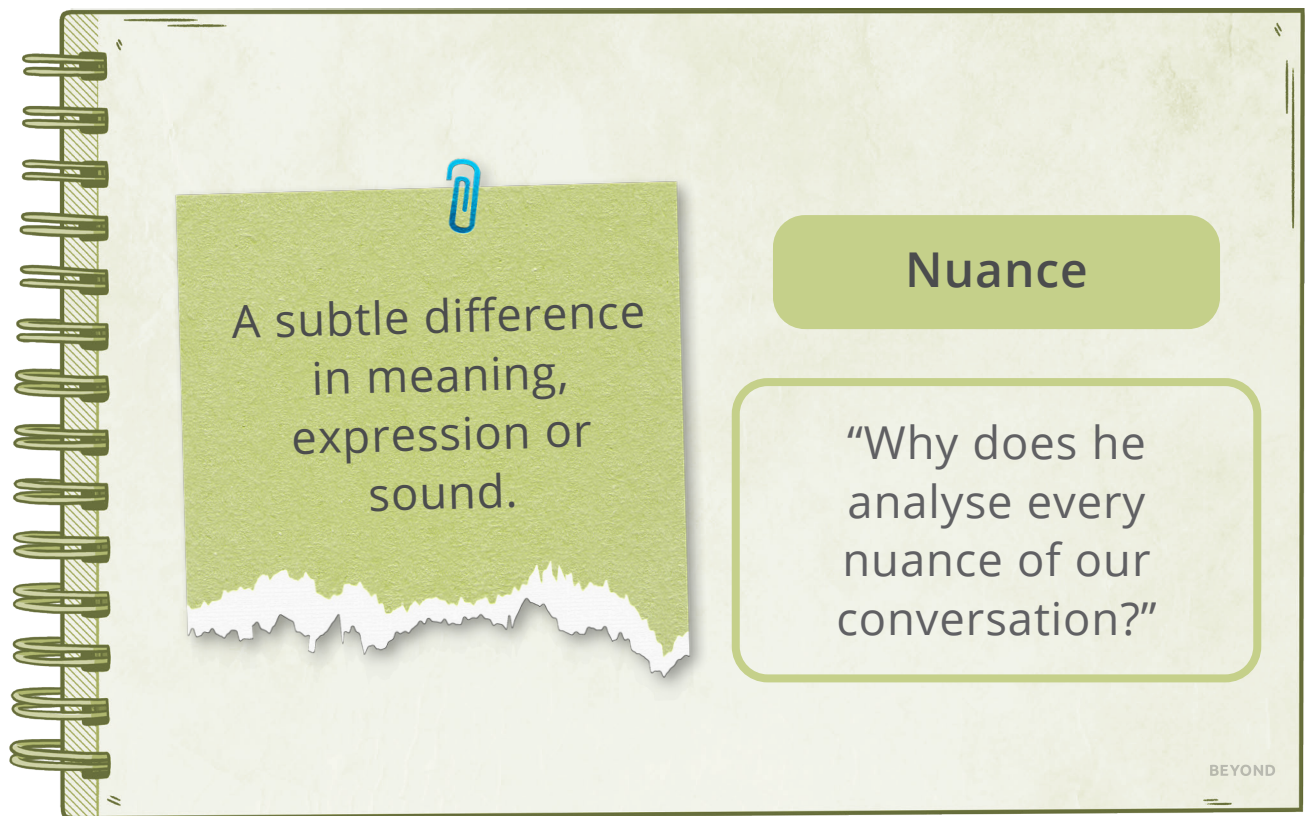 A subtle difference
in meaning,
expression or
sound.
Nuance
“Why does he
analyse every
nuance of our
conversation?”
BEYOND